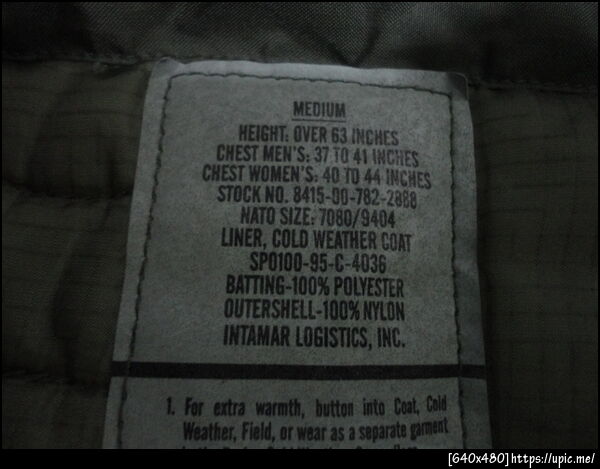 MEDIUM
HEIGHT: OVER 63 INCHES
CHEST MEN'S: 37 TO 41 INCHES
CHEST WOMEN'S: 40 TO 44 INCHES
STOCK NO. 8415-00-782-2888
NATO SIZE: 7080/9404
LINER, COLD WEATHER COAT
SPO100-95-C-4036
BATTING-100% POLYESTER
OUTERSHELL-100% NYLON
INTAMAR LOGISTICS, INC.
1. For extra warmth, button into Coat, Cold
Weather, Field, or wear as a separate garment
[640x480]https://upic.me/